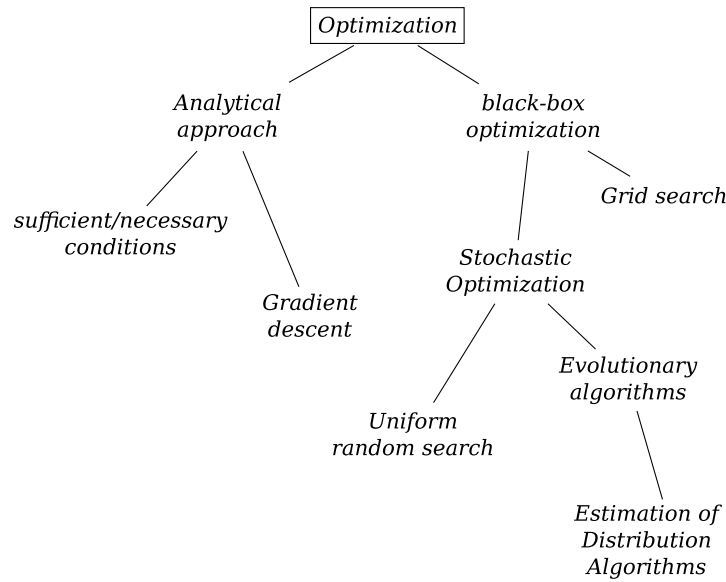 Optimization
Analytical
approach
black-box
optimization
sufficient/necessary
conditions
Grid search
Gradient
descent
Stochastic
Optimization
Uniform
random search
Evolutionary
algorithms
Estimation of
Distribution
Algorithms